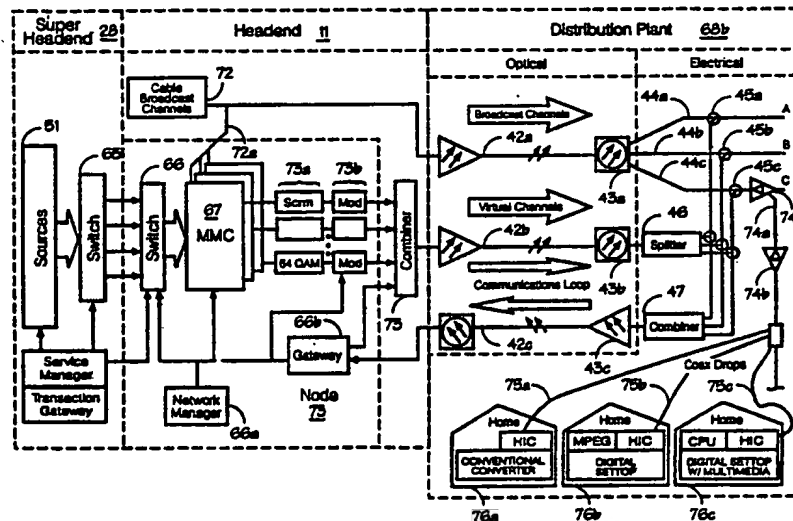 Super Headend 28
Headend 11
Distribution Plant 68b
Optical
Electrical
Cable Broadcast Channels
72
72a
Broadcast Channels
42a
43a
44a
44b
44c
45a
45b
45c
A
B
C
51
Sources
65
Switch
66
Switch
67
MMC
73a
73b
Scrm
Mod
64 QAM
Mod
Combiner
73
Virtual Channels
42b
43b
46
Splitter
74
74a
74b
Communications Loop
47
Combiner
42c
43c
66b
Gateway
Service Manager
Transaction Gateway
Network Manager
66a
Node
73
Coax Drops
75a
75b
75c
Home
HIC
CONVENTIONAL CONVERTER
76a
Home
MPEG
HIC
DIGITAL SETTOP
76b
Home
CPU
HIC
DIGITAL SETTOP W/ MULTIMEDIA
76c